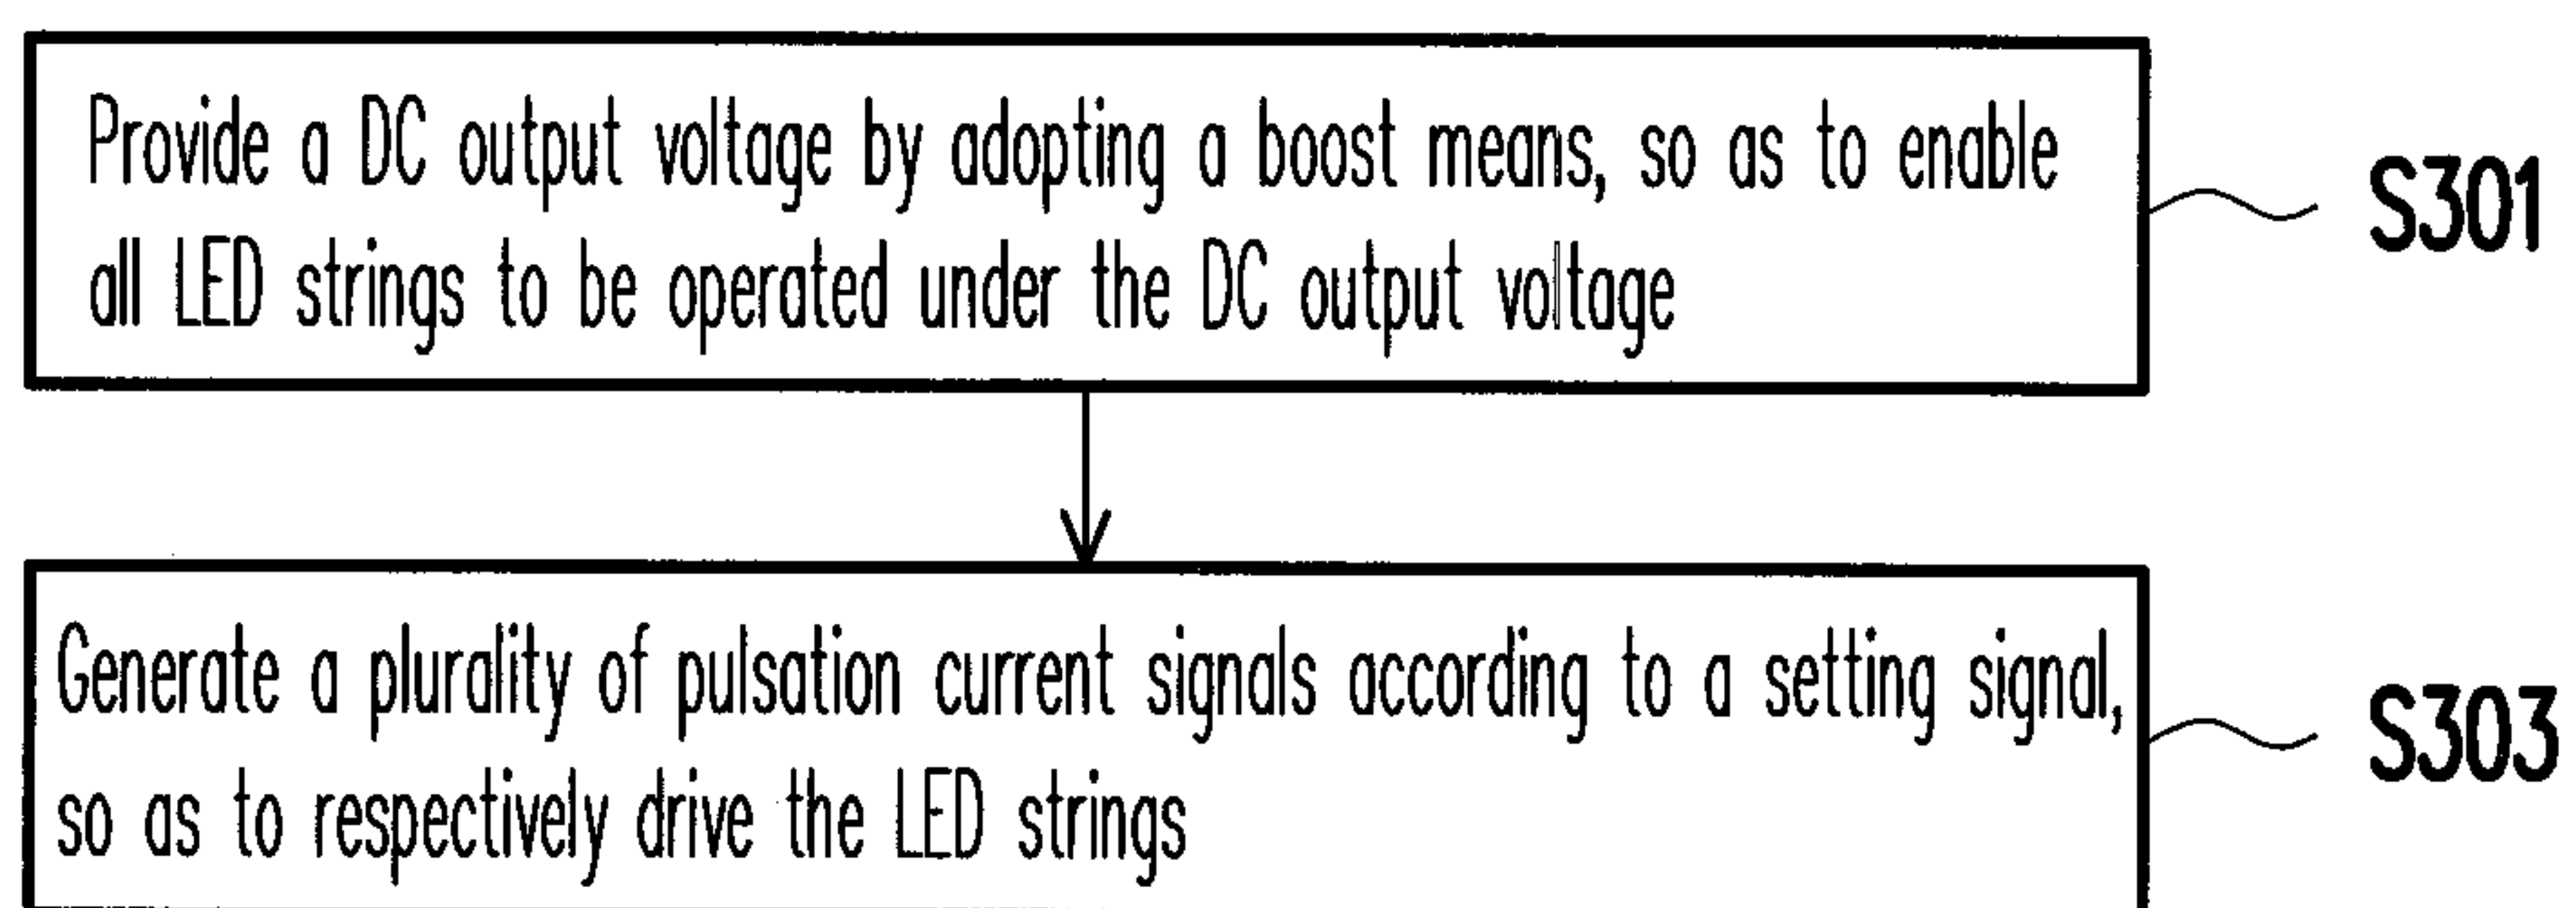 Provide a DC output voltage by adopting a boost means, so as to enable
all LED strings to be operated under the DC output voltage
S301
Generate a plurality of pulsation current signals according to a setting signal,
so as to respectively drive the LED strings
S303